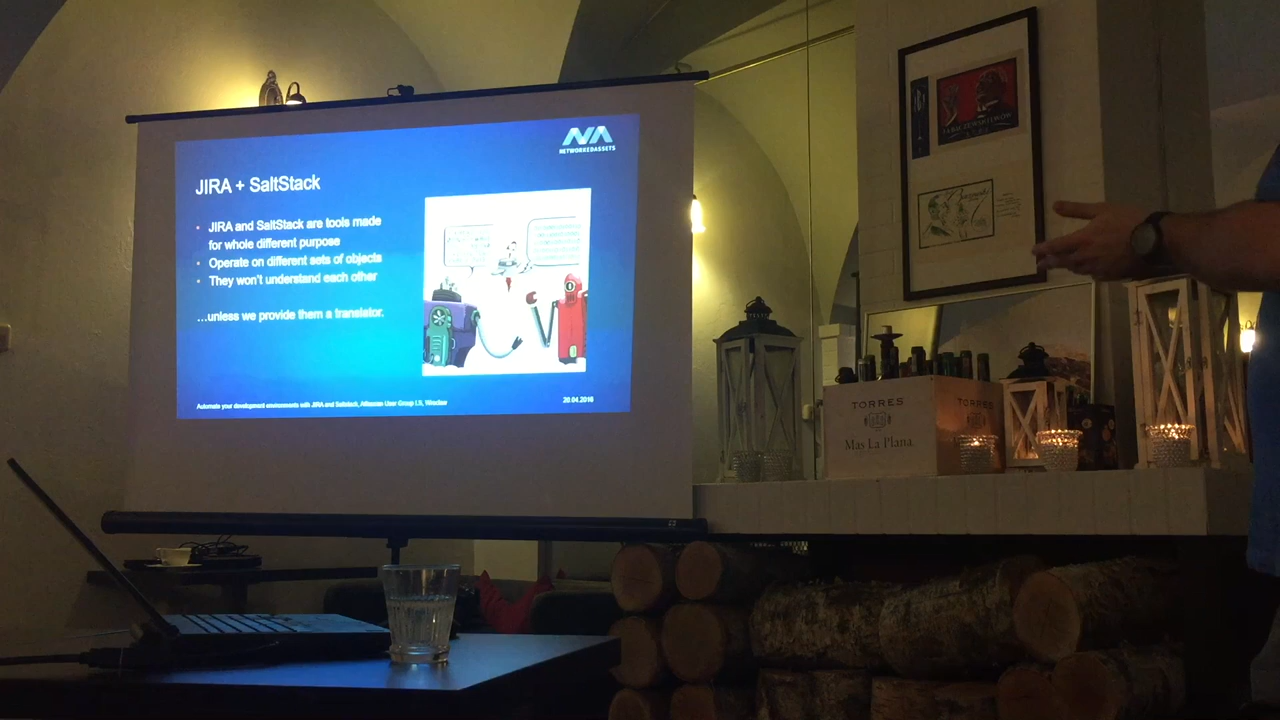 NETWORKEDASSETS
JIRA + SaltStack
• JIRA and SaltStack are tools made
for whole different purpose
• Operate on different sets of objects
• They won't understand each other
...unless we provide them a translator.
Automate your development environments with JIRA and Saltstack, Atlassian User Group LS, Wrocław
20.04.2016
TORRES
Mas La Plana.
TORRES